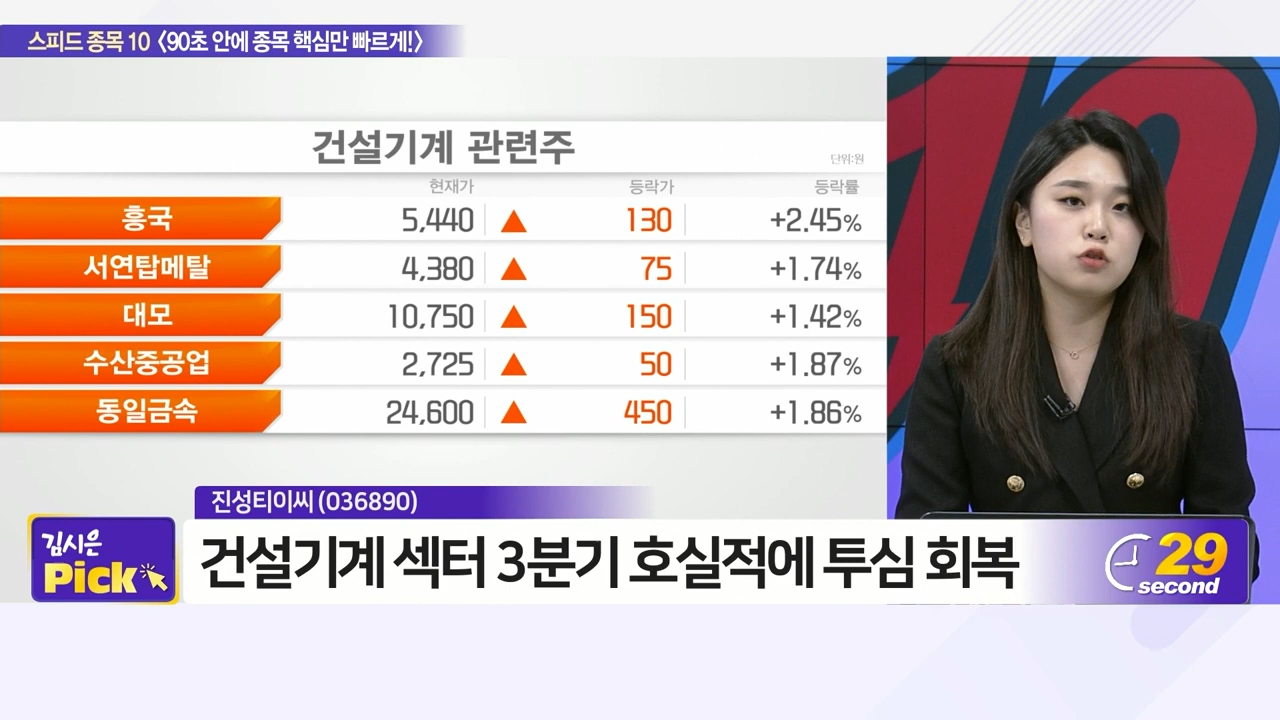 스피드 종목 10 <90초 안에 종목 핵심만 빠르게!>
건설기계 관련주
단위:원
현재가 등락가 등락률
흥국 5,440 ▲ 130 +2.45%
서연탑메탈 4,380 ▲ 75 +1.74%
대모 10,750 ▲ 150 +1.42%
수산중공업 2,725 ▲ 50 +1.87%
동일금속 24,600 ▲ 450 +1.86%
진성티이씨 (036890)
김시은
Pick
건설기계 섹터 3분기 호실적에 투심 회복
29
second
10